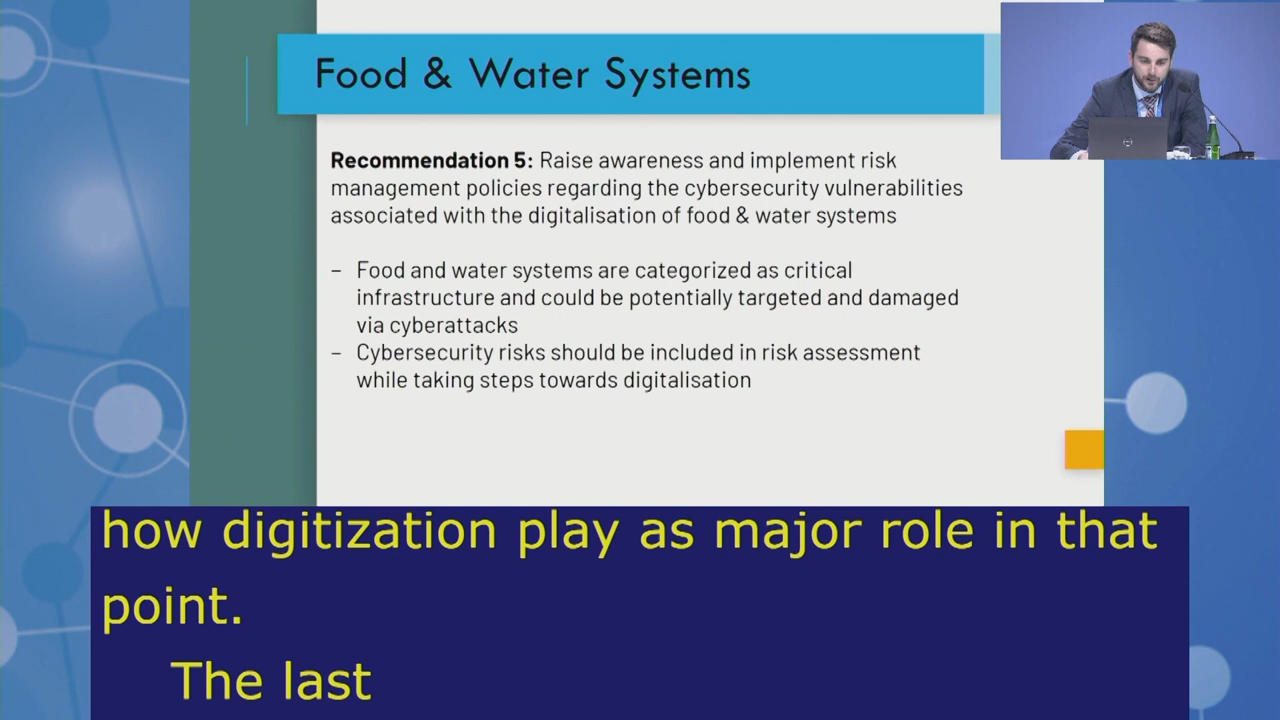 Food & Water Systems
Recommendation 5: Raise awareness and implement risk
management policies regarding the cybersecurity vulnerabilities
associated with the digitalisation of food & water systems
– Food and water systems are categorized as critical
infrastructure and could be potentially targeted and damaged
via cyberattacks
– Cybersecurity risks should be included in risk assessment
while taking steps towards digitalisation
how digitization play as major role in that
point.
The last